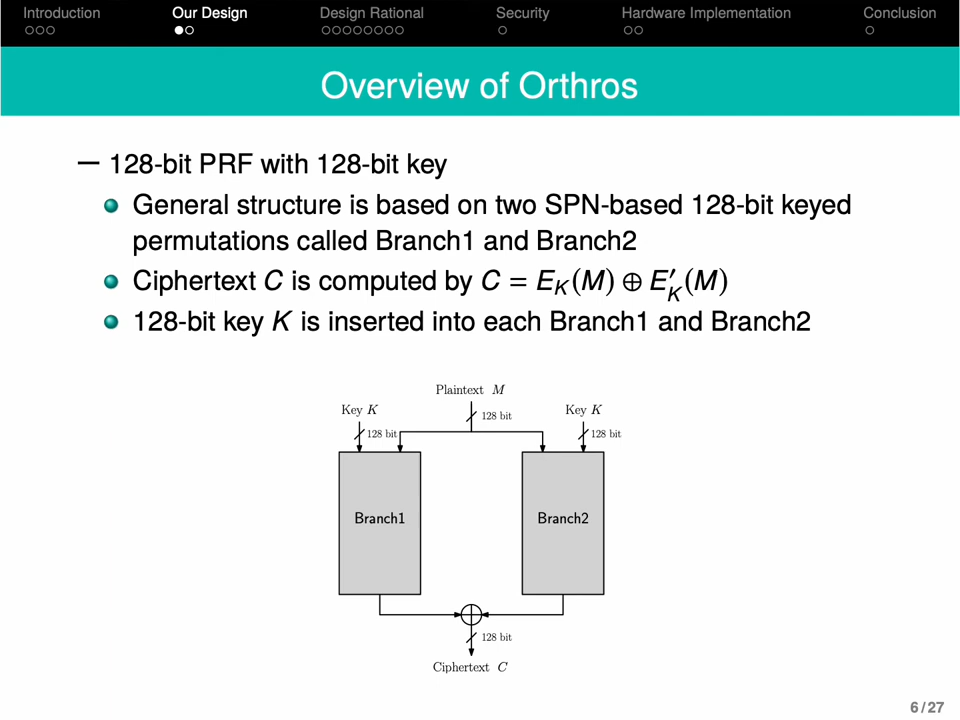 Introduction Our Design Design Rational Security Hardware Implementation Conclusion
Overview of Orthros
— 128-bit PRF with 128-bit key
General structure is based on two SPN-based 128-bit keyed
permutations called Branch1 and Branch2
Ciphertext C is computed by C = E_K(M) ⊕ E'_K(M)
128-bit key K is inserted into each Branch1 and Branch2
Plaintext M
Key K 128 bit Key K
128 bit 128 bit
Branch1 Branch2
128 bit
Ciphertext C
6 / 27